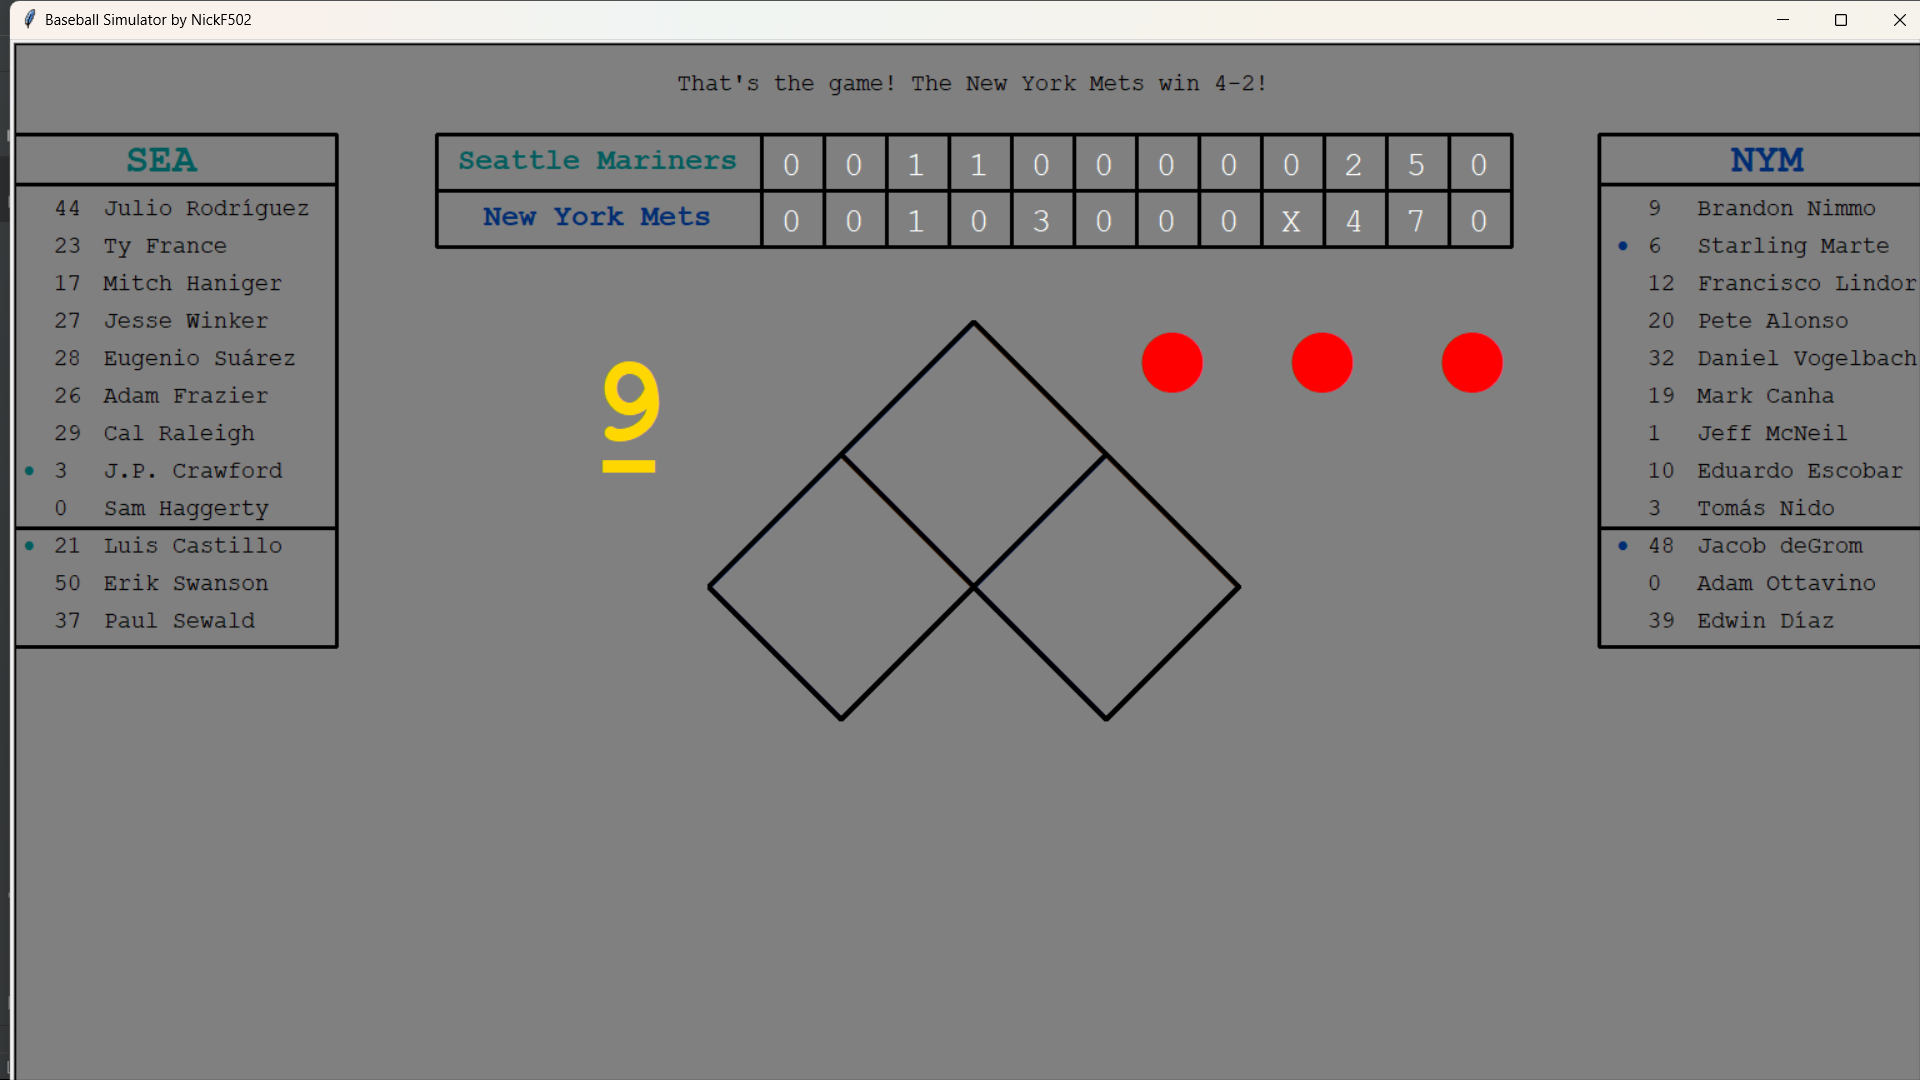 Baseball Simulator by NickF502
That's the game! The New York Mets win 4-2!
SEA
44 Julio Rodríguez
23 Ty France
17 Mitch Haniger
27 Jesse Winker
28 Eugenio Suárez
26 Adam Frazier
29 Cal Raleigh
3 J.P. Crawford
0 Sam Haggerty
21 Luis Castillo
50 Erik Swanson
37 Paul Sewald
Seattle Mariners 0 0 1 1 0 0 0 0 0 2 5 0
New York Mets 0 0 1 0 3 0 0 0 X 4 7 0
9
NYM
9 Brandon Nimmo
6 Starling Marte
12 Francisco Lindor
20 Pete Alonso
32 Daniel Vogelbach
19 Mark Canha
1 Jeff McNeil
10 Eduardo Escobar
3 Tomás Nido
48 Jacob deGrom
0 Adam Ottavino
39 Edwin Díaz